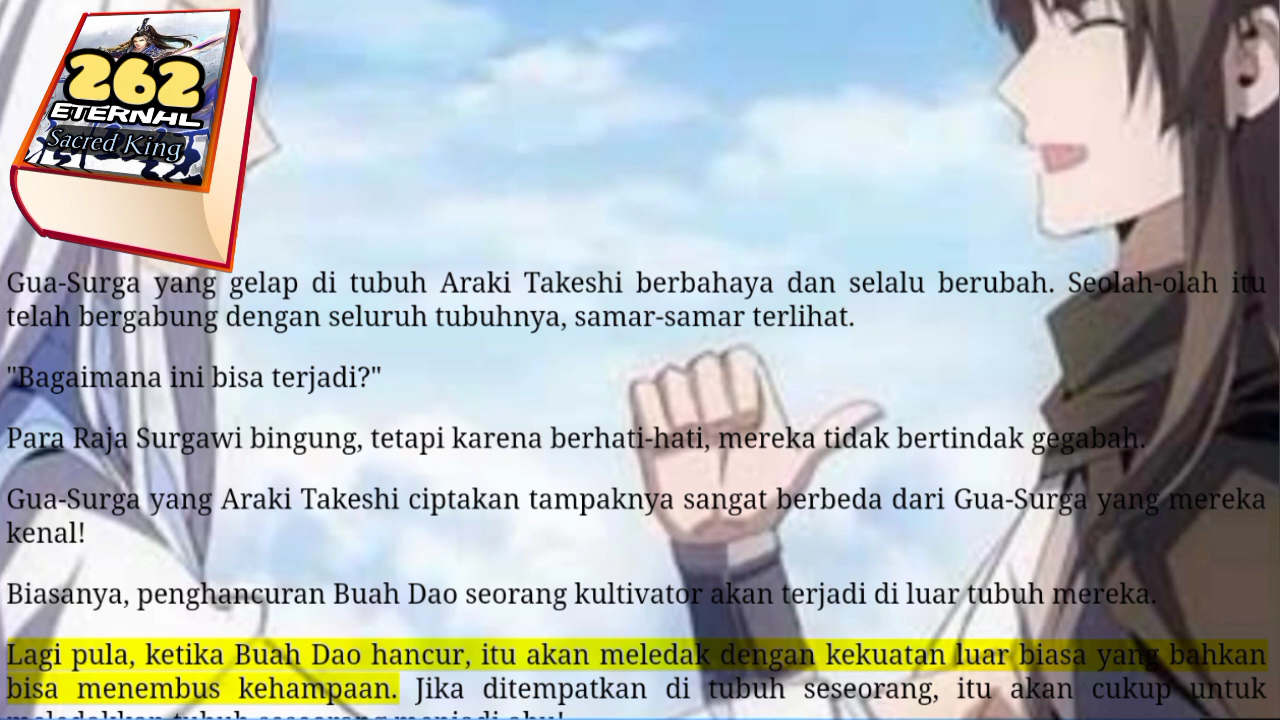 262
ETERNAL
Sacred King
Gua-Surga yang gelap di tubuh Araki Takeshi berbahaya dan selalu berubah. Seolah-olah itu
telah bergabung dengan seluruh tubuhnya, samar-samar terlihat.
"Bagaimana ini bisa terjadi?"
Para Raja Surgawi bingung, tetapi karena berhati-hati, mereka tidak bertindak gegabah.
Gua-Surga yang Araki Takeshi ciptakan tampaknya sangat berbeda dari Gua-Surga yang mereka
kenal!
Biasanya, penghancuran Buah Dao seorang kultivator akan terjadi di luar tubuh mereka.
Lagi pula, ketika Buah Dao hancur, itu akan meledak dengan kekuatan luar biasa yang bahkan
bisa menembus kehampaan. Jika ditempatkan di tubuh seseorang, itu akan cukup untuk